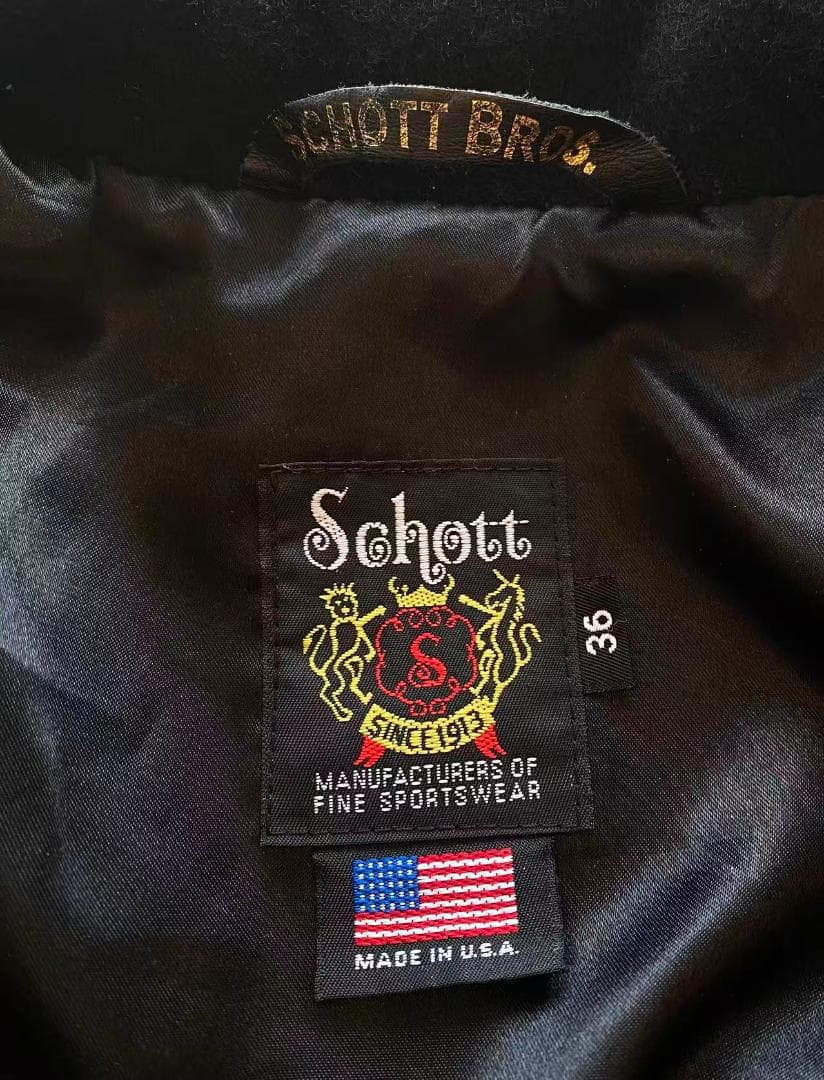 SCHOTT BROS.
Schott
S
SINCE 1913
MANUFACTURERS OF
FINE SPORTSWEAR
36
MADE IN U.S.A.